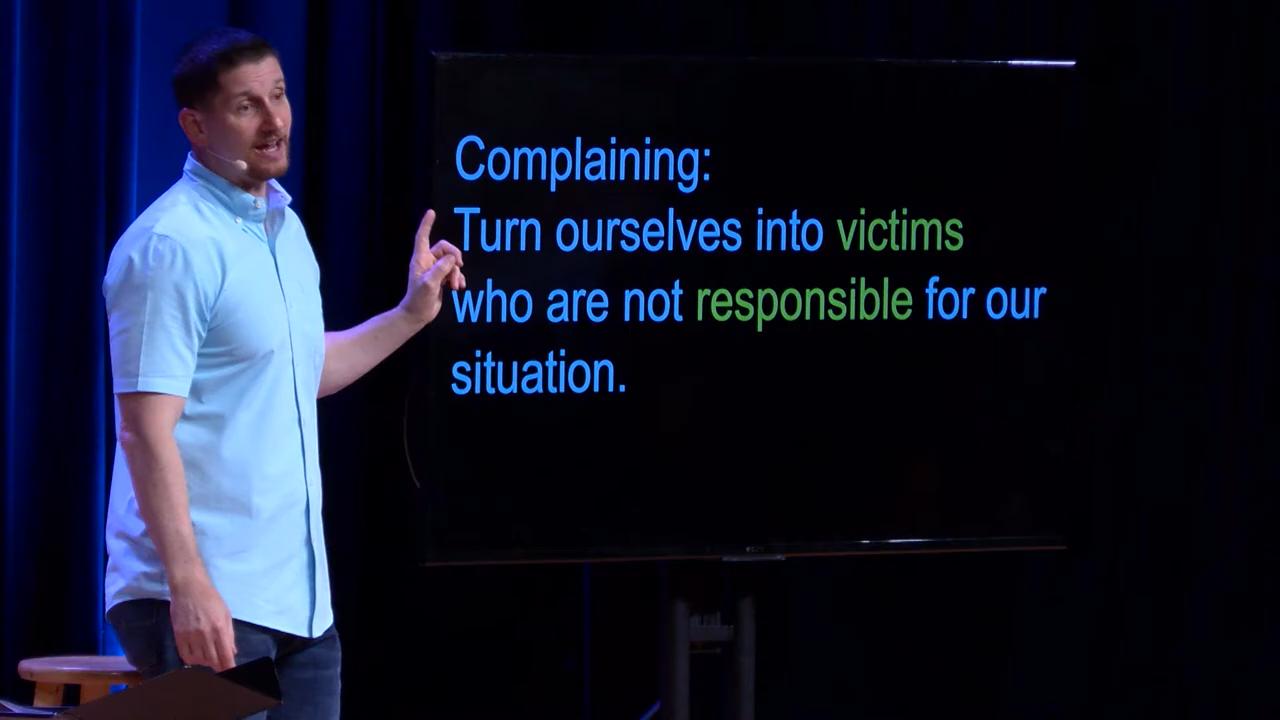 Complaining:
Turn ourselves into victims
who are not responsible for our
situation.